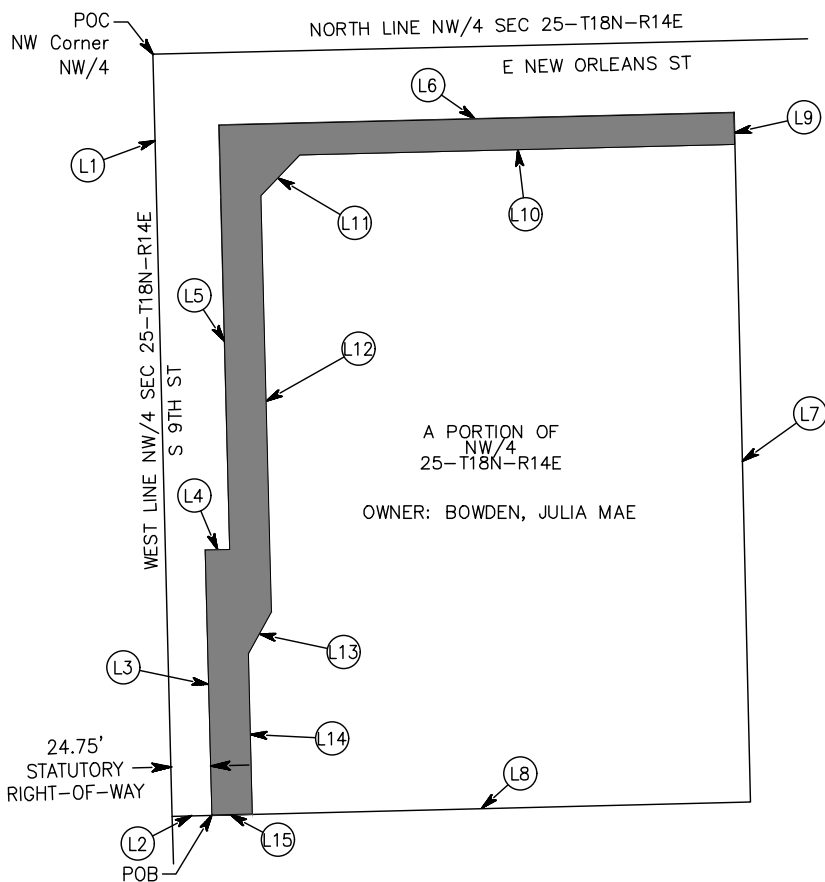 POC
NW Corner
NW/4
NORTH LINE NW/4 SEC 25-T18N-R14E
E NEW ORLEANS ST
L6
L9
L1
L11
L10
WEST LINE NW/4 SEC 25-T18N-R14E
S 9TH ST
L5
L12
A PORTION OF
NW/4
25-T18N-R14E
L7
L4
OWNER: BOWDEN, JULIA MAE
L13
L3
L14
24.75'
STATUTORY
RIGHT-OF-WAY
L8
L2
L15
POB